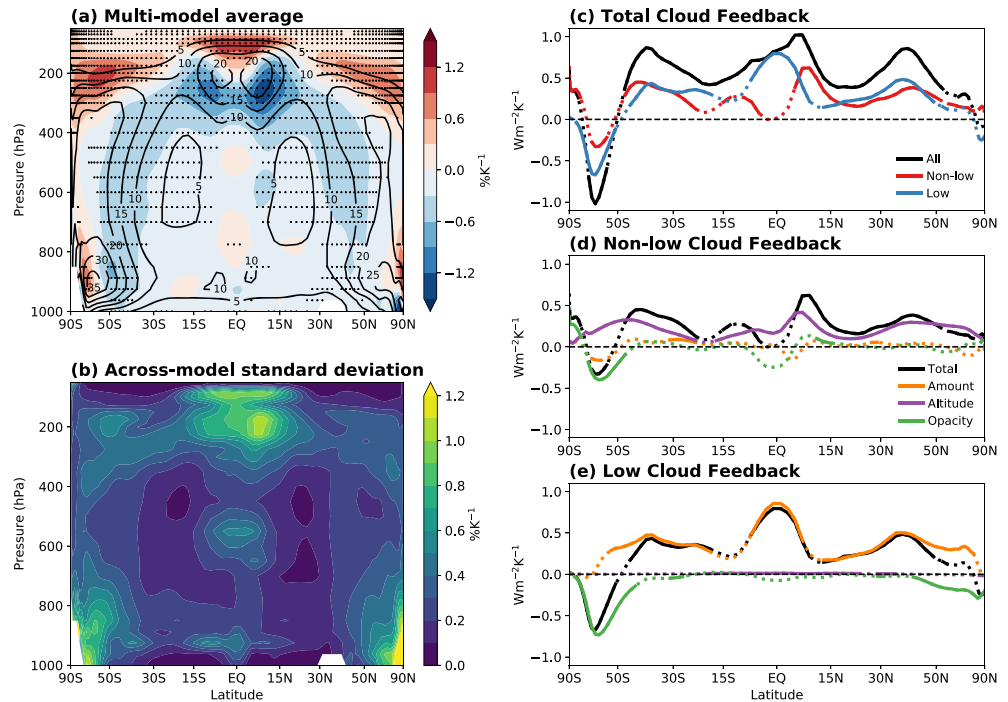 (a) Multi-model average
Pressure (hPa)
200
400
600
800
1000
90S 50S 30S 15S EQ 15N 30N 50N 90N
5 5
10 20 20 10
10
15 5 5 15
20 20
30 10 25
35 10
5
1.2
0.6
0.0
−0.6
−1.2
%K⁻¹
(b) Across-model standard deviation
Pressure (hPa)
200
400
600
800
1000
90S 50S 30S 15S EQ 15N 30N 50N 90N
Latitude
1.2
1.0
0.8
0.6
0.4
0.2
0.0
%K⁻¹
(c) Total Cloud Feedback
Wm⁻²K⁻¹
1.0
0.5
0.0
−0.5
−1.0
All
Non-low
Low
90S 50S 30S 15S EQ 15N 30N 50N 90N
(d) Non-low Cloud Feedback
Wm⁻²K⁻¹
1.0
0.5
0.0
−0.5
−1.0
Total
Amount
Altitude
Opacity
90S 50S 30S 15S EQ 15N 30N 50N 90N
(e) Low Cloud Feedback
Wm⁻²K⁻¹
1.0
0.5
0.0
−0.5
−1.0
90S 50S 30S 15S EQ 15N 30N 50N 90N
Latitude